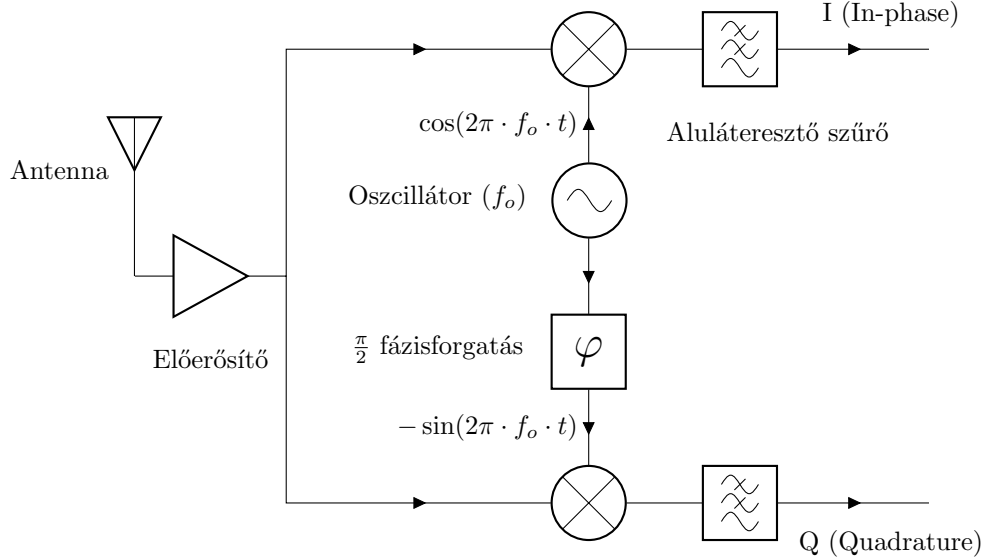 I (In-phase)
cos(2π · f_o · t)
Aluláteresztő szűrő
Antenna
Oszcillátor (f_o)
π/2 fázisforgatás
φ
Előerősítő
− sin(2π · f_o · t)
Q (Quadrature)